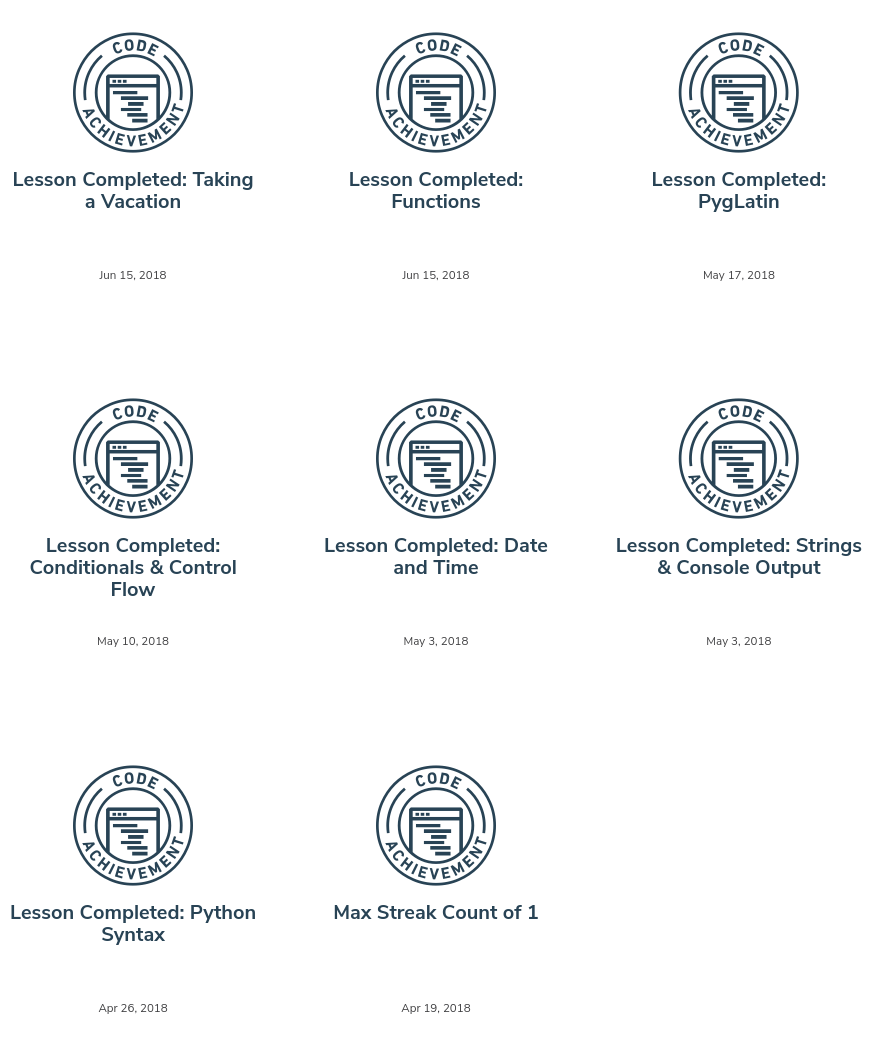 CODE
ACHIEVEMENT
CODE
ACHIEVEMENT
CODE
ACHIEVEMENT
Lesson Completed: Taking
a Vacation
Jun 15, 2018
Lesson Completed:
Functions
Jun 15, 2018
Lesson Completed:
PygLatin
May 17, 2018
CODE
ACHIEVEMENT
CODE
ACHIEVEMENT
CODE
ACHIEVEMENT
Lesson Completed:
Conditionals & Control
Flow
May 10, 2018
Lesson Completed: Date
and Time
May 3, 2018
Lesson Completed: Strings
& Console Output
May 3, 2018
CODE
ACHIEVEMENT
CODE
ACHIEVEMENT
Lesson Completed: Python
Syntax
Apr 26, 2018
Max Streak Count of 1
Apr 19, 2018